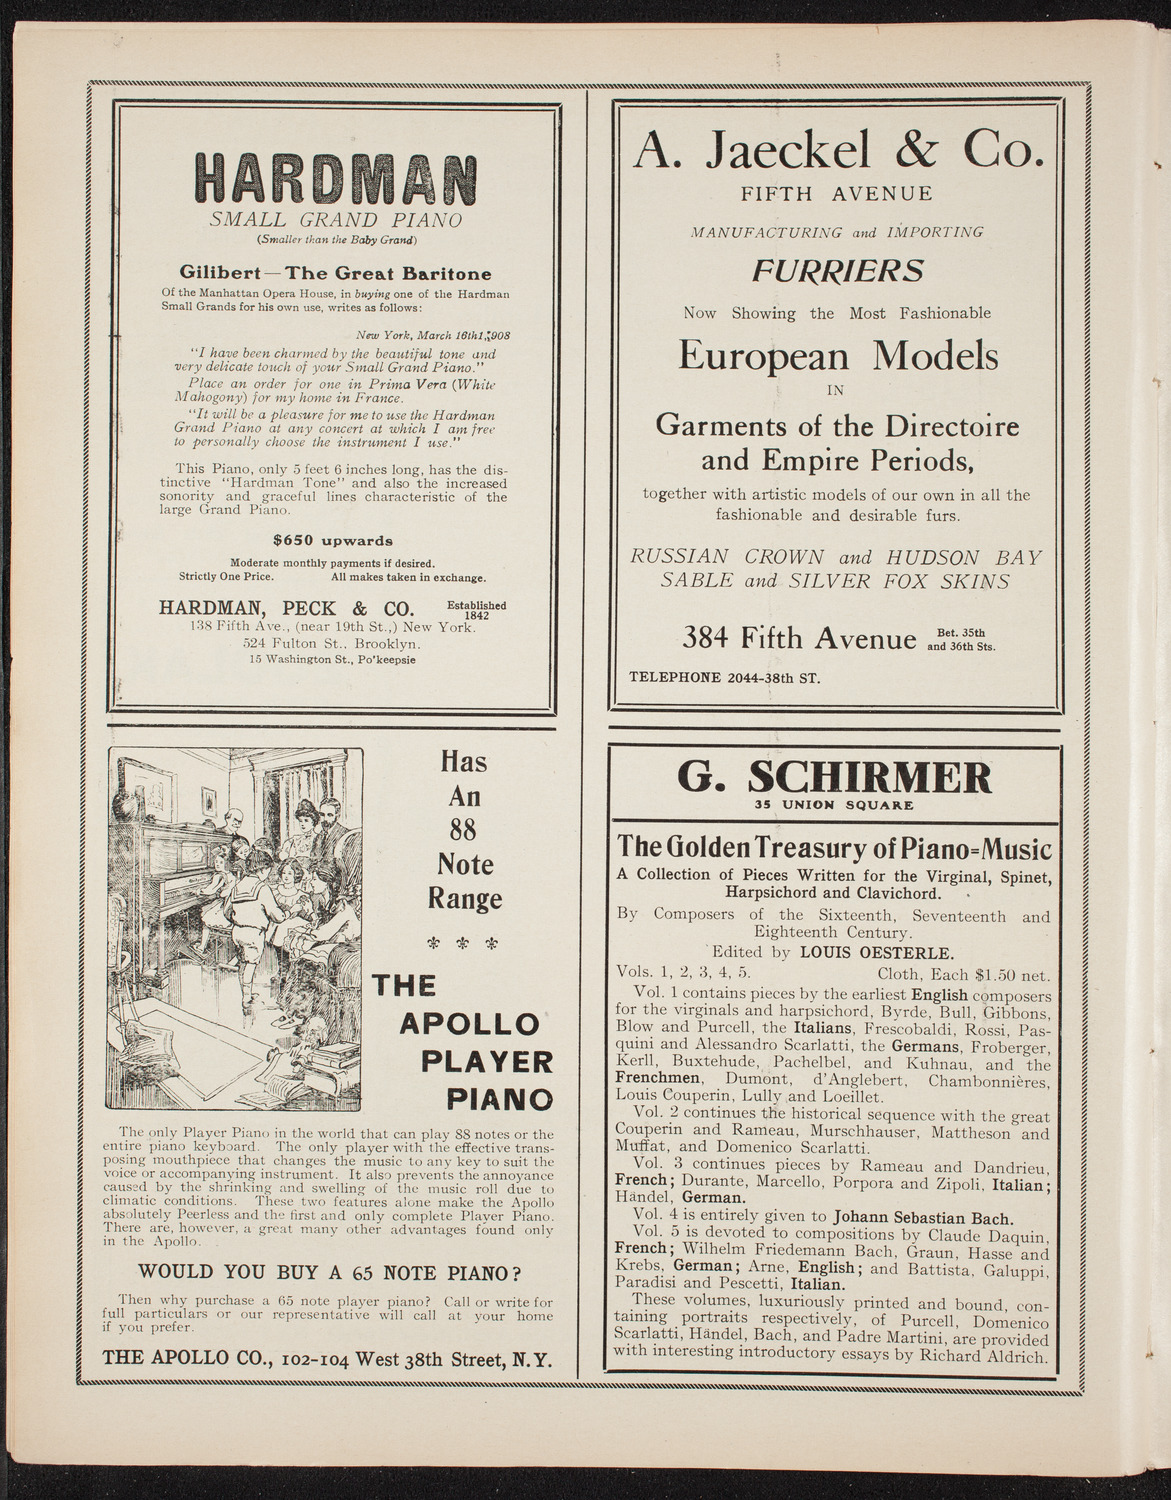 HARDMAN
SMALL GRAND PIANO
(Smaller than the Baby Grand)
Gilibert—The Great Baritone
Of the Manhattan Opera House, in buying one of the Hardman
Small Grands for his own use, writes as follows:
New York, March 16th1,;908
"I have been charmed by the beautiful tone and
very delicate touch of your Small Grand Piano."
Place an order for one in Prima Vera (White
Mahogony) for my home in France.
"It will be a pleasure for me to use the Hardman
Grand Piano at any concert at which I am free
to personally choose the instrument I use."
This Piano, only 5 feet 6 inches long, has the dis-
tinctive "Hardman Tone" and also the increased
sonority and graceful lines characteristic of the
large Grand Piano.
$650 upwards
Moderate monthly payments if desired.
Strictly One Price. All makes taken in exchange.
HARDMAN, PECK & CO. Established 1842
138 Fifth Ave., (near 19th St.,) New York.
524 Fulton St., Brooklyn.
15 Washington St., Po'keepsie
A. Jaeckel & Co.
FIFTH AVENUE
MANUFACTURING and IMPORTING
FURRIERS
Now Showing the Most Fashionable
European Models
IN
Garments of the Directoire
and Empire Periods,
together with artistic models of our own in all the
fashionable and desirable furs.
RUSSIAN CROWN and HUDSON BAY
SABLE and SILVER FOX SKINS
384 Fifth Avenue Bet. 35th and 36th Sts.
TELEPHONE 2044-38th ST.
Has
An
88
Note
Range
THE
APOLLO
PLAYER
PIANO
The only Player Piano in the world that can play 88 notes or the
entire piano keyboard. The only player with the effective trans-
posing mouthpiece that changes the music to any key to suit the
voice or accompanying instrument. It also prevents the annoyance
caused by the shrinking and swelling of the music roll due to
climatic conditions. These two features alone make the Apollo
absolutely Peerless and the first and only complete Player Piano.
There are, however, a great many other advantages found only
in the Apollo.
WOULD YOU BUY A 65 NOTE PIANO?
Then why purchase a 65 note player piano? Call or write for
full particulars or our representative will call at your home
if you prefer.
THE APOLLO CO., 102-104 West 38th Street, N.Y.
G. SCHIRMER
35 UNION SQUARE
The Golden Treasury of Piano=Music
A Collection of Pieces Written for the Virginal, Spinet,
Harpsichord and Clavichord.
By Composers of the Sixteenth, Seventeenth and
Eighteenth Century.
Edited by LOUIS OESTERLE.
Vols. 1, 2, 3, 4, 5. Cloth, Each $1.50 net.
Vol. 1 contains pieces by the earliest English composers
for the virginals and harpsichord, Byrde, Bull, Gibbons,
Blow and Purcell, the Italians, Frescobaldi, Rossi, Pas-
quini and Alessandro Scarlatti, the Germans, Froberger,
Kerll, Buxtehude, Pachelbel, and Kuhnau, and the
Frenchmen, Dumont, d'Anglebert, Chambonnières,
Louis Couperin, Lully and Loeillet.
Vol. 2 continues the historical sequence with the great
Couperin and Rameau, Murschhauser, Mattheson and
Muffat, and Domenico Scarlatti.
Vol. 3 continues pieces by Rameau and Dandrieu,
French; Durante, Marcello, Porpora and Zipoli, Italian;
Händel, German.
Vol. 4 is entirely given to Johann Sebastian Bach.
Vol. 5 is devoted to compositions by Claude Daquin,
French; Wilhelm Friedemann Bach, Graun, Hasse and
Krebs, German; Arne, English; and Battista, Galuppi,
Paradisi and Pescetti, Italian.
These volumes, luxuriously printed and bound, con-
taining portraits respectively, of Purcell, Domenico
Scarlatti, Händel, Bach, and Padre Martini, are provided
with interesting introductory essays by Richard Aldrich.